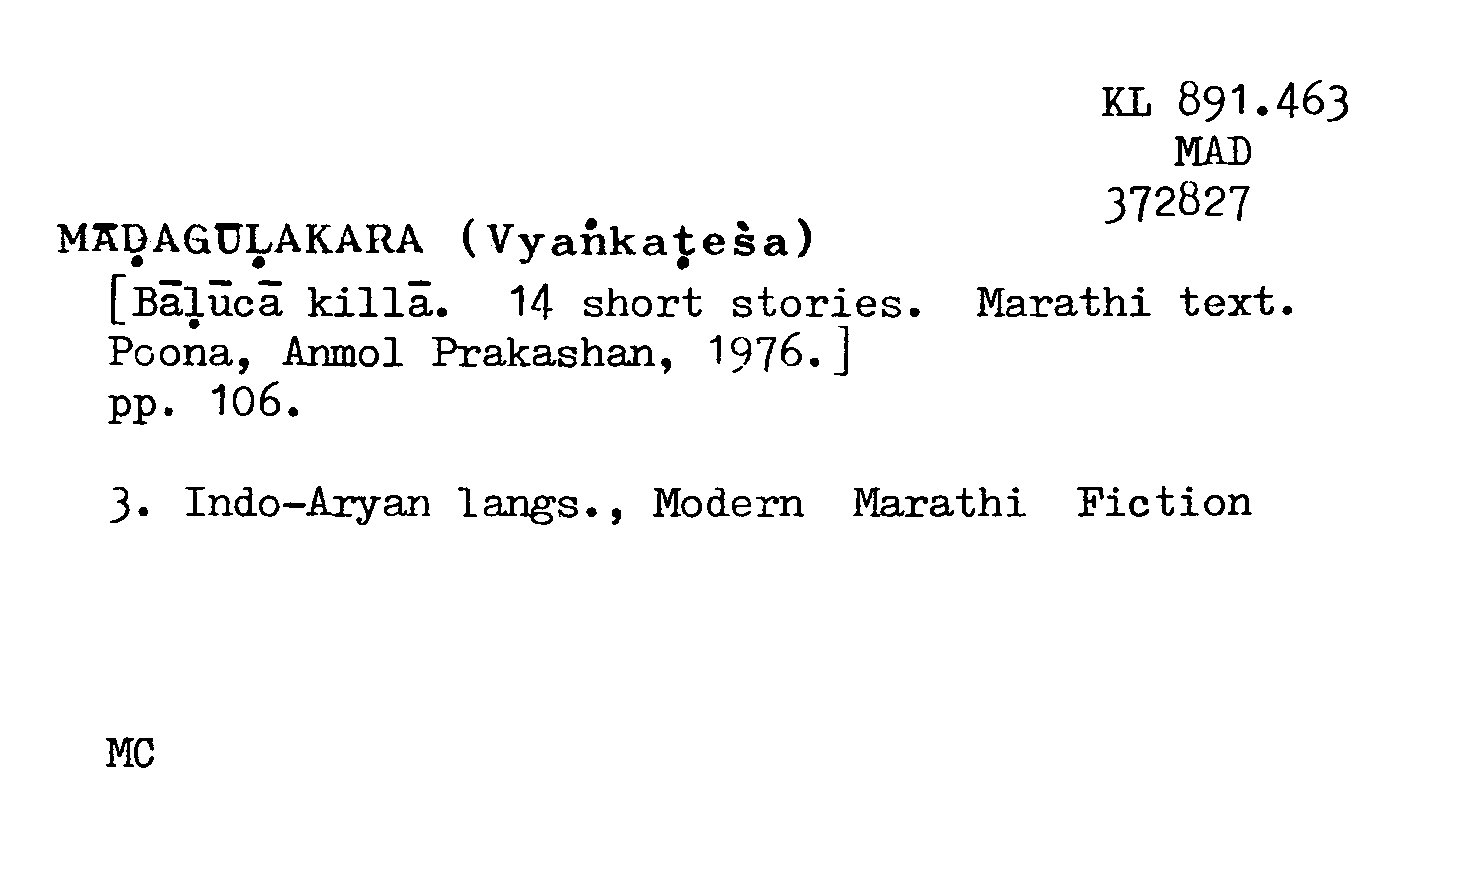 KL 891.463
MAD
372827
MĀḌAGŪḶAKARA (Vyaṅkaṭeṡa)
[Bāḷūcā killā. 14 short stories. Marathi text.
Poona, Anmol Prakashan, 1976.]
pp. 106.
3. Indo-Aryan langs., Modern Marathi Fiction
MC